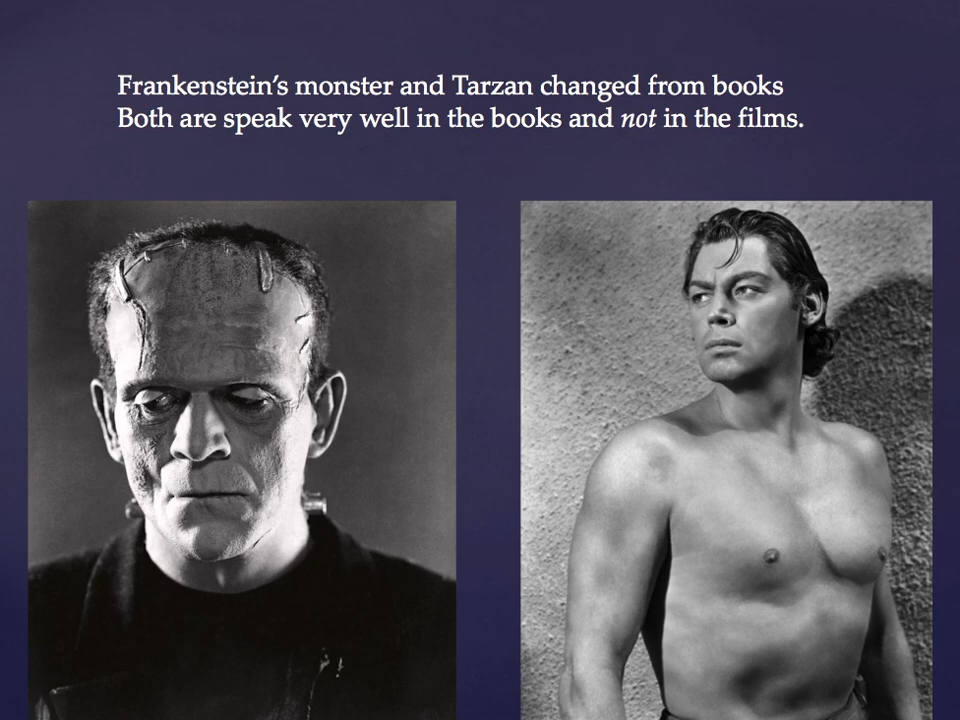 Frankenstein’s monster and Tarzan changed from books
Both are speak very well in the books and not in the films.